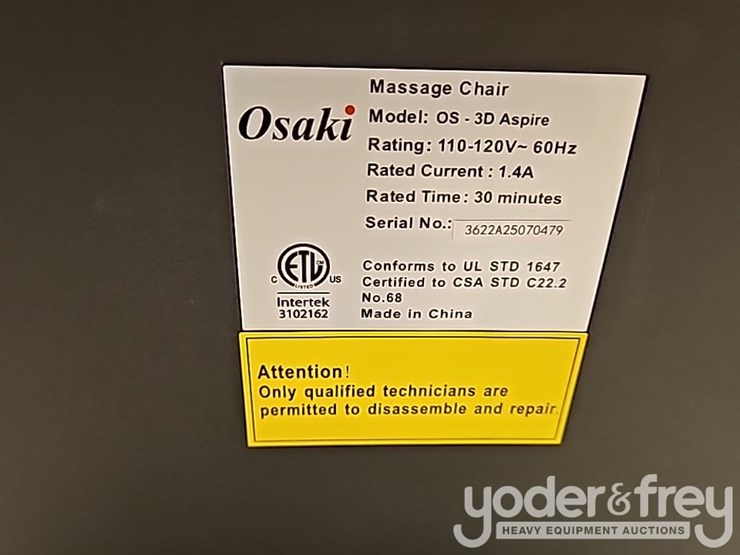 Osaki
Massage Chair
Model: OS - 3D Aspire
Rating: 110-120V~ 60Hz
Rated Current : 1.4A
Rated Time: 30 minutes
Serial No.: 3622A25070479
ETL
CM
LISTED
C US
Intertek
3102162
Conforms to UL STD 1647
Certified to CSA STD C22.2
No.68
Made in China
Attention!
Only qualified technicians are
permitted to disassemble and repair.
yoder&frey
HEAVY EQUIPMENT AUCTIONS